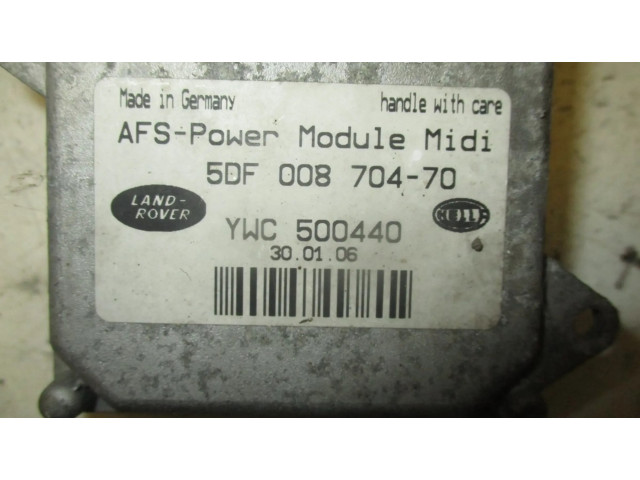 Made in Germany handle with care
AFS-Power Module Midi
5DF 008 704-70
LAND-
ROVER
HELLA
YWC 500440
30.01.06